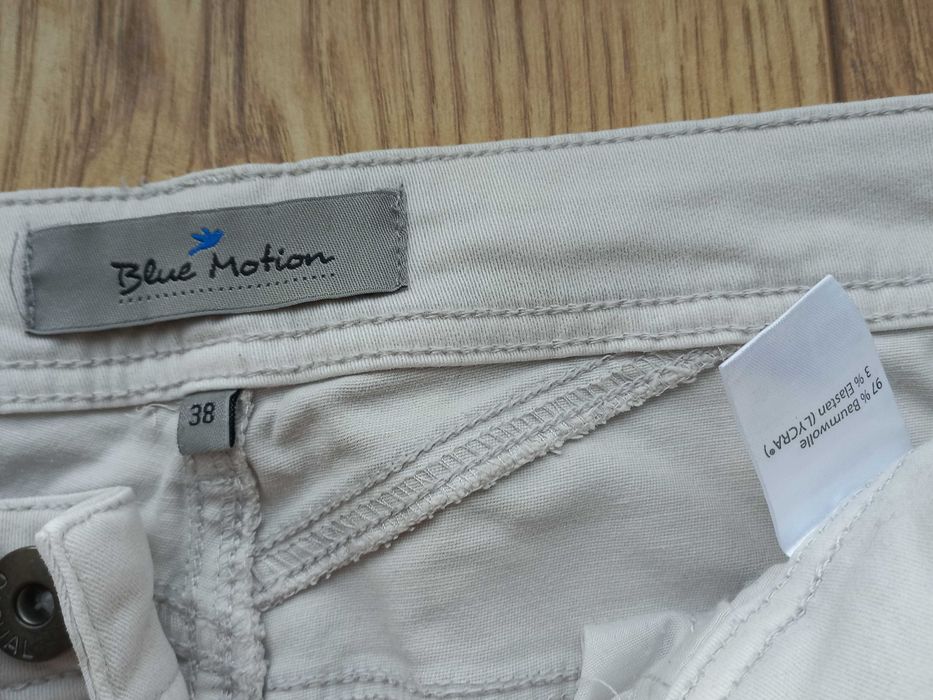 Blue Motion
38
97 % Baumwolle
3 % Elastan (LYCRA®)